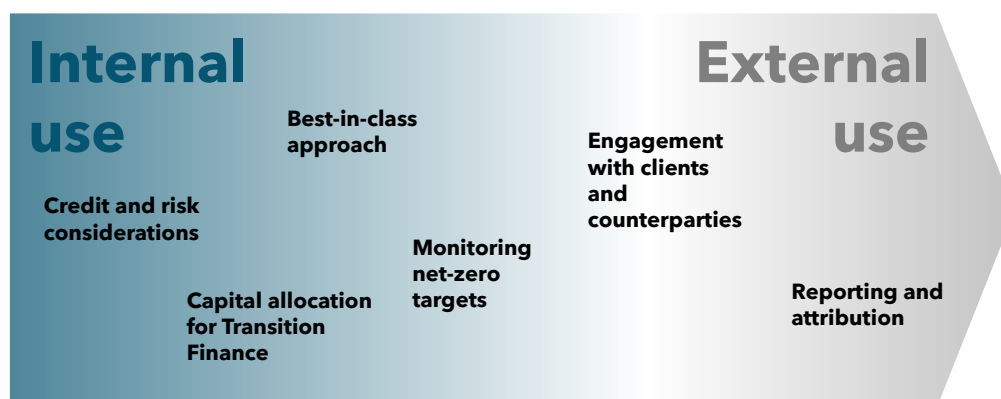 Internal
use
External
use
Best-in-class
approach
Engagement
with clients
and
counterparties
Credit and risk
considerations
Monitoring
net-zero
targets
Capital allocation
for Transition
Finance
Reporting and
attribution